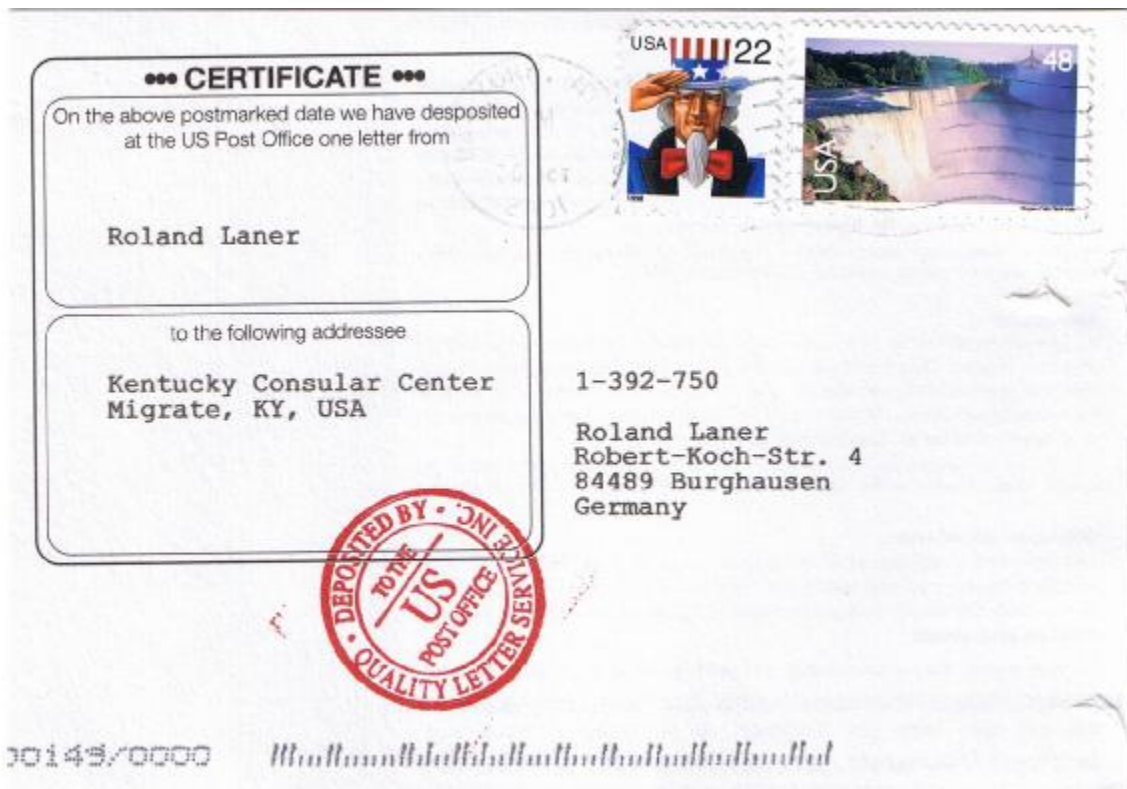 USA 22
48
USA
••• CERTIFICATE •••
On the above postmarked date we have desposited
at the US Post Office one letter from
Roland Laner
to the following addressee
Kentucky Consular Center
Migrate, KY, USA
1-392-750
Roland Laner
Robert-Koch-Str. 4
84489 Burghausen
Germany
• DEPOSITED BY • QUALITY LETTER SERVICE INC.
TO THE
US
POST OFFICE
00149/0000